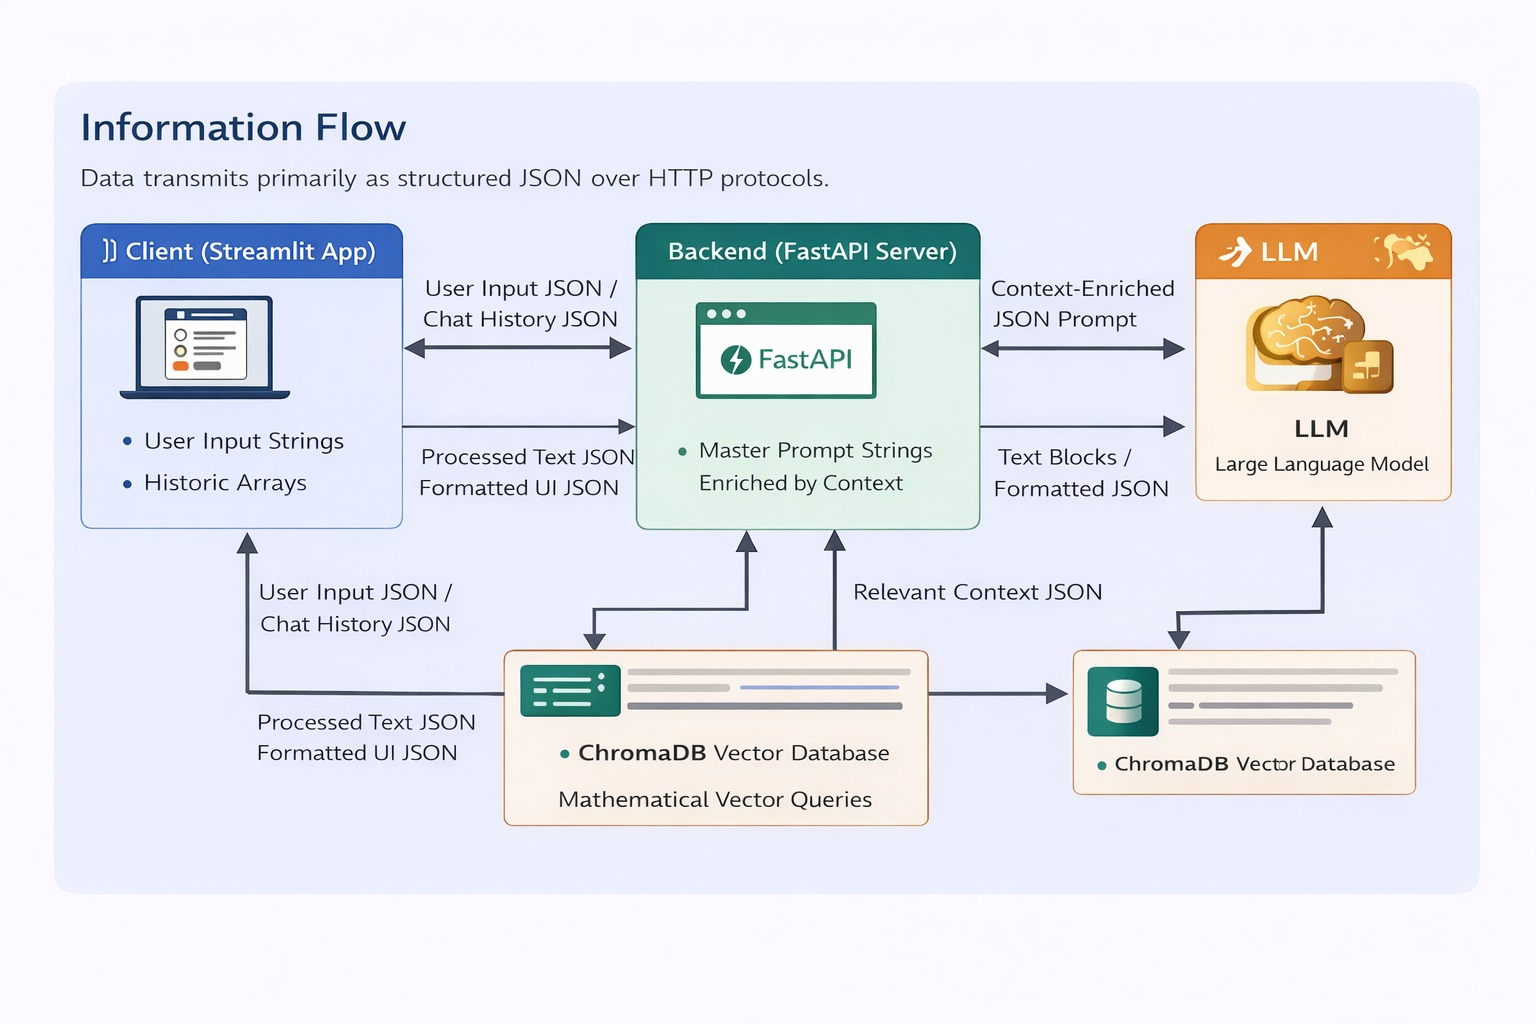 Information Flow
Data transmits primarily as structured JSON over HTTP protocols.
Client (Streamlit App)
User Input Strings
Historic Arrays
User Input JSON /
Chat History JSON
Processed Text JSON
Formatted UI JSON
Backend (FastAPI Server)
FastAPI
Master Prompt Strings
Enriched by Context
Context-Enriched
JSON Prompt
Text Blocks /
Formatted JSON
LLM
LLM
Large Language Model
User Input JSON /
Chat History JSON
Processed Text JSON
Formatted UI JSON
Relevant Context JSON
ChromaDB Vector Database
Mathematical Vector Queries
ChromaDB Vector Database